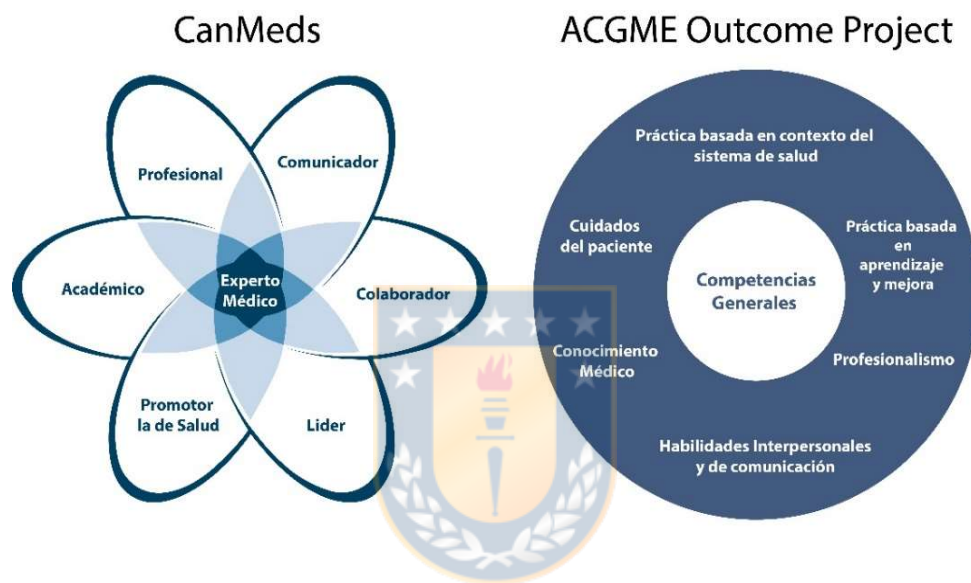 CanMeds
Profesional
Comunicador
Académico
Experto
Médico
Colaborador
Promotor
la de Salud
Lider
ACGME Outcome Project
Práctica basada en contexto del
sistema de salud
Cuidados
del paciente
Práctica basada
en
aprendizaje
y mejora
Competencias
Generales
Conocimiento
Médico
Profesionalismo
Habilidades Interpersonales
y de comunicación